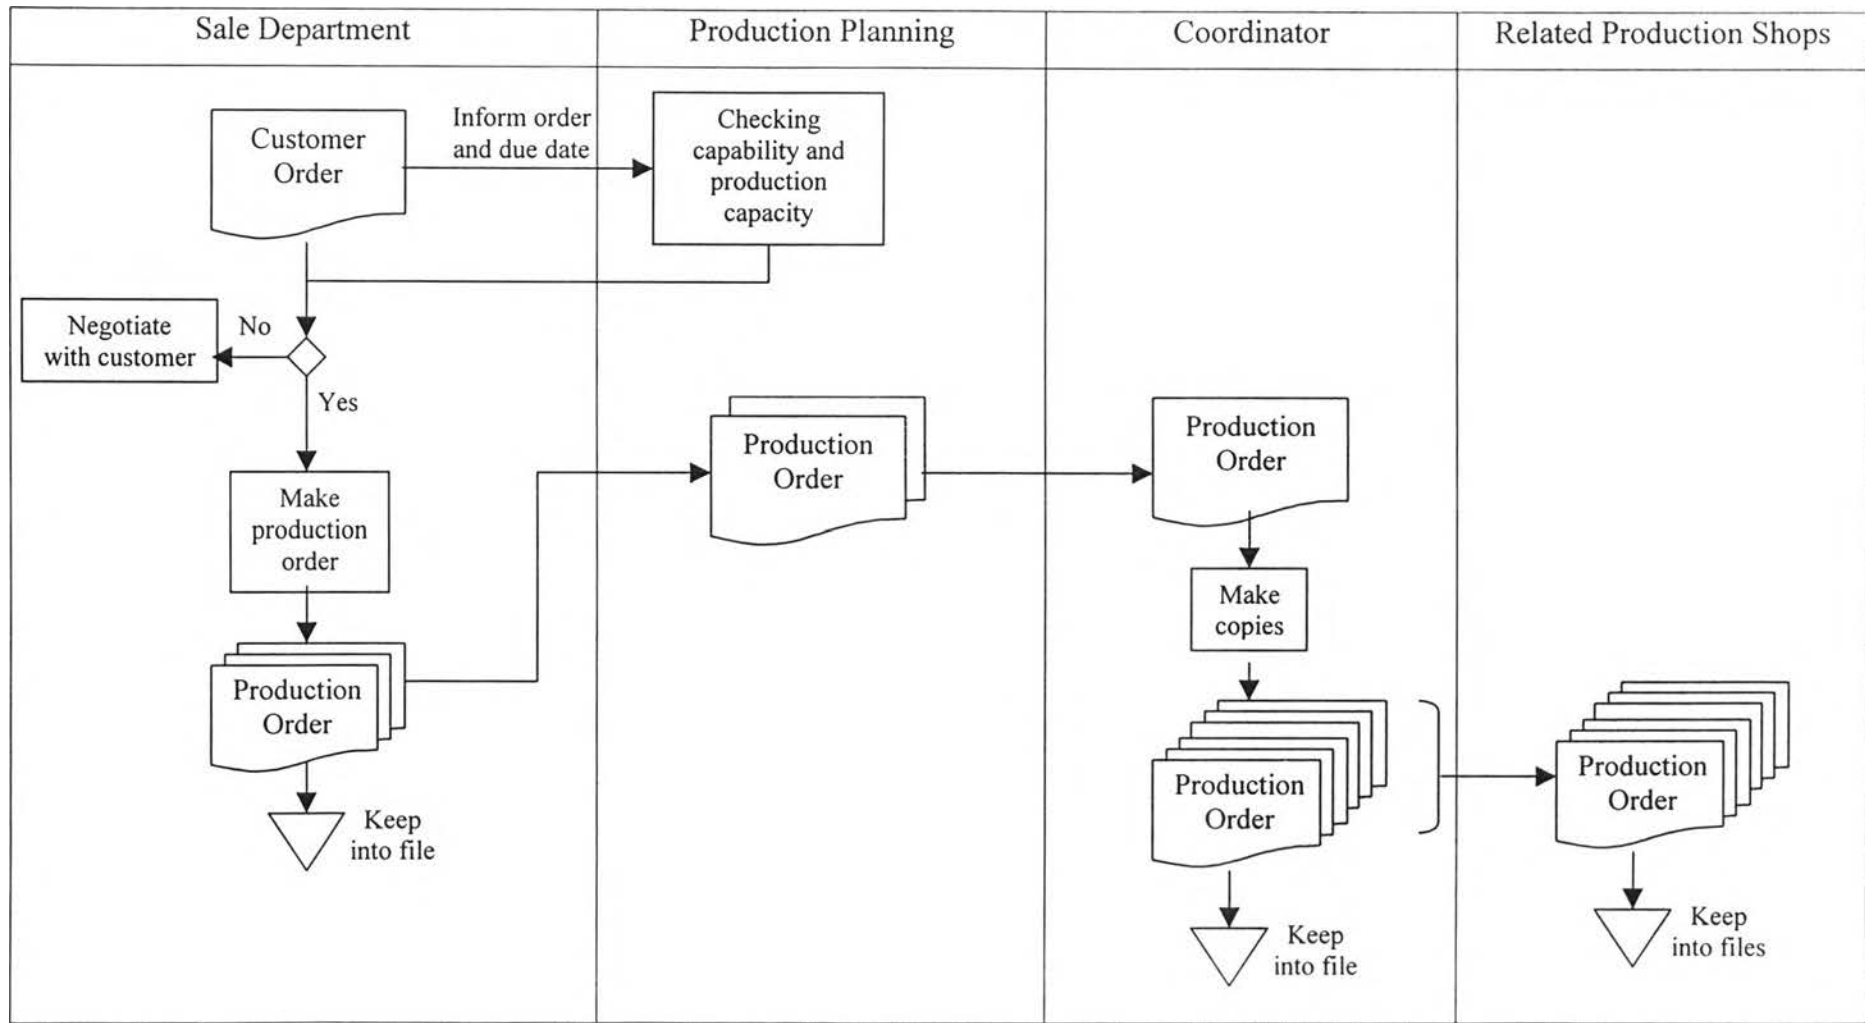 Sale Department
Production Planning
Coordinator
Related Production Shops
Customer
Order
Inform order
and due date
Checking
capability and
production
capacity
Negotiate
with customer
No
Yes
Make
production
order
Production
Order
Keep
into file
Production
Order
Production
Order
Make
copies
Production
Order
Keep
into file
Production
Order
Keep
into files